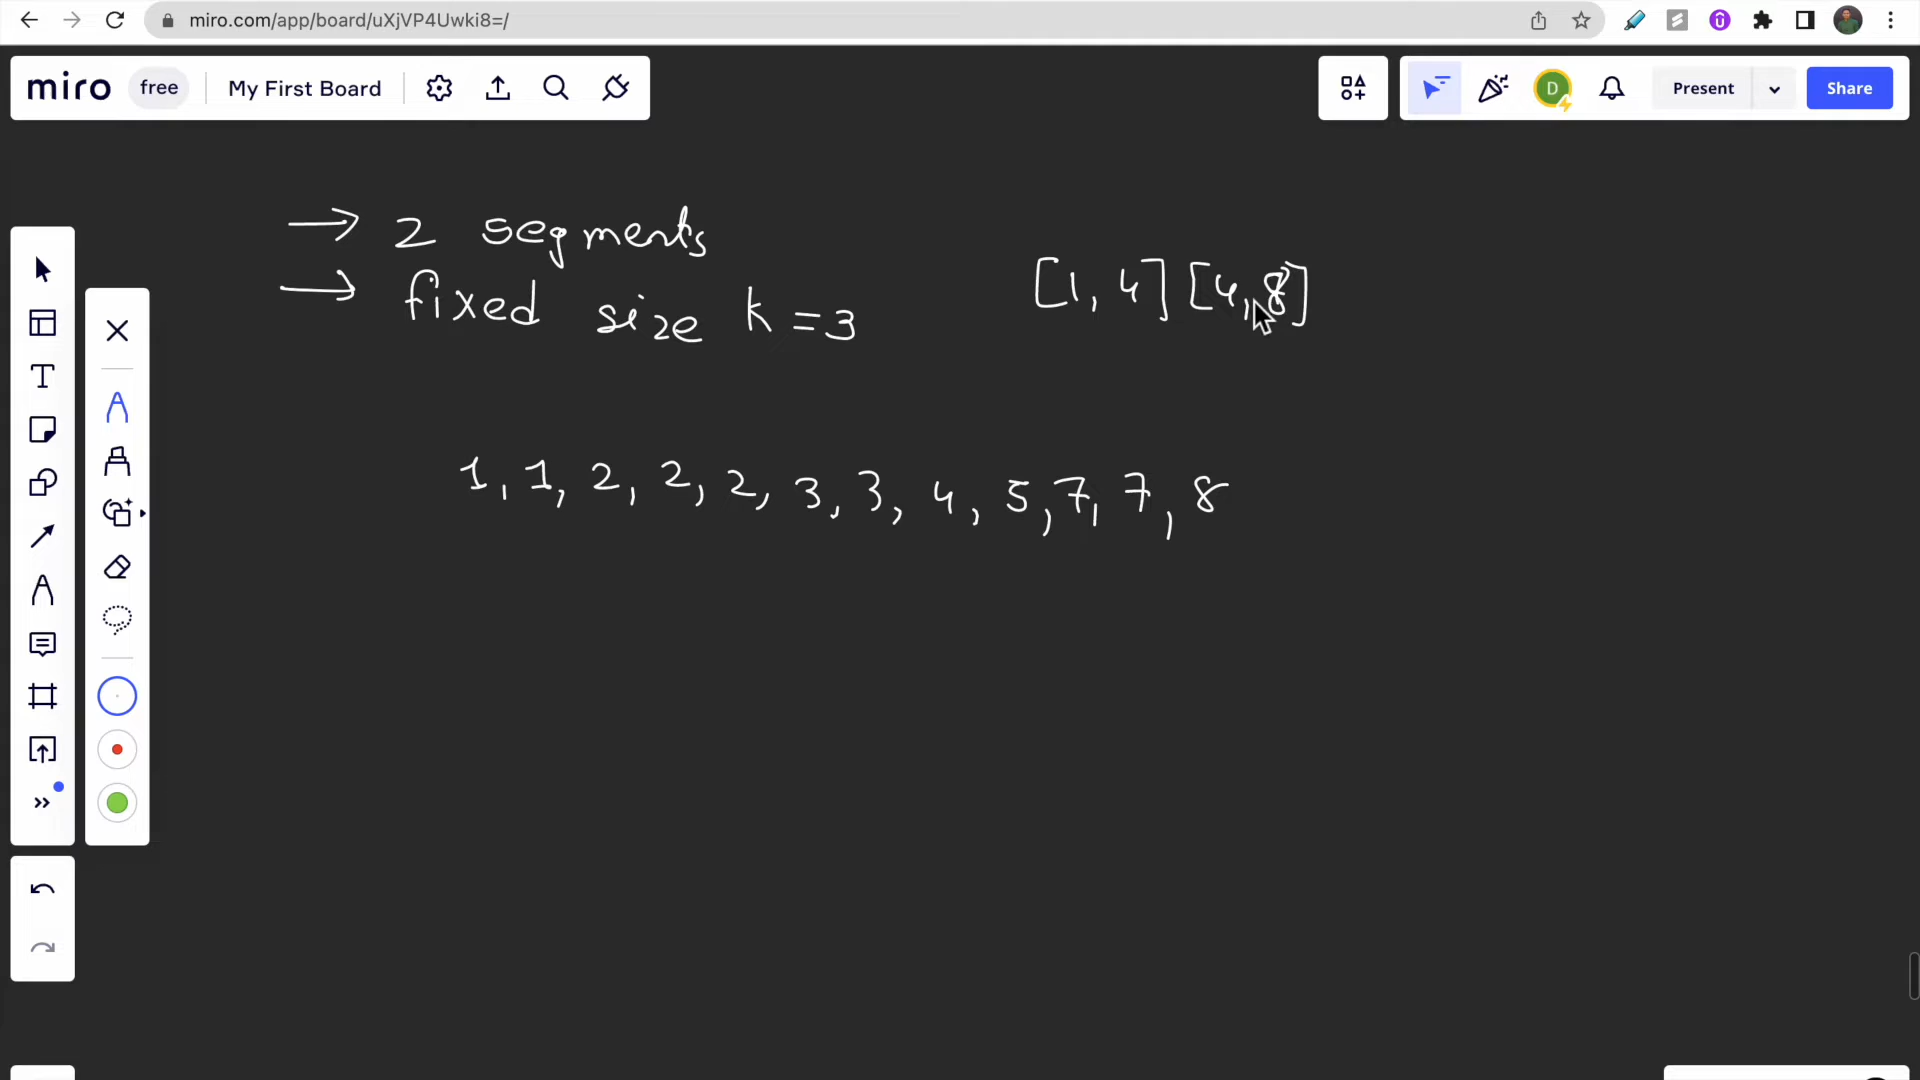 miro.com/app/board/uXjVP4Uwki8=/
miro free My First Board
D Present Share
→ 2 segments
→ fixed size k = 3
[1, 4] [4, 8]
1, 1, 2, 2, 2, 3, 3, 4, 5, 7, 7, 8